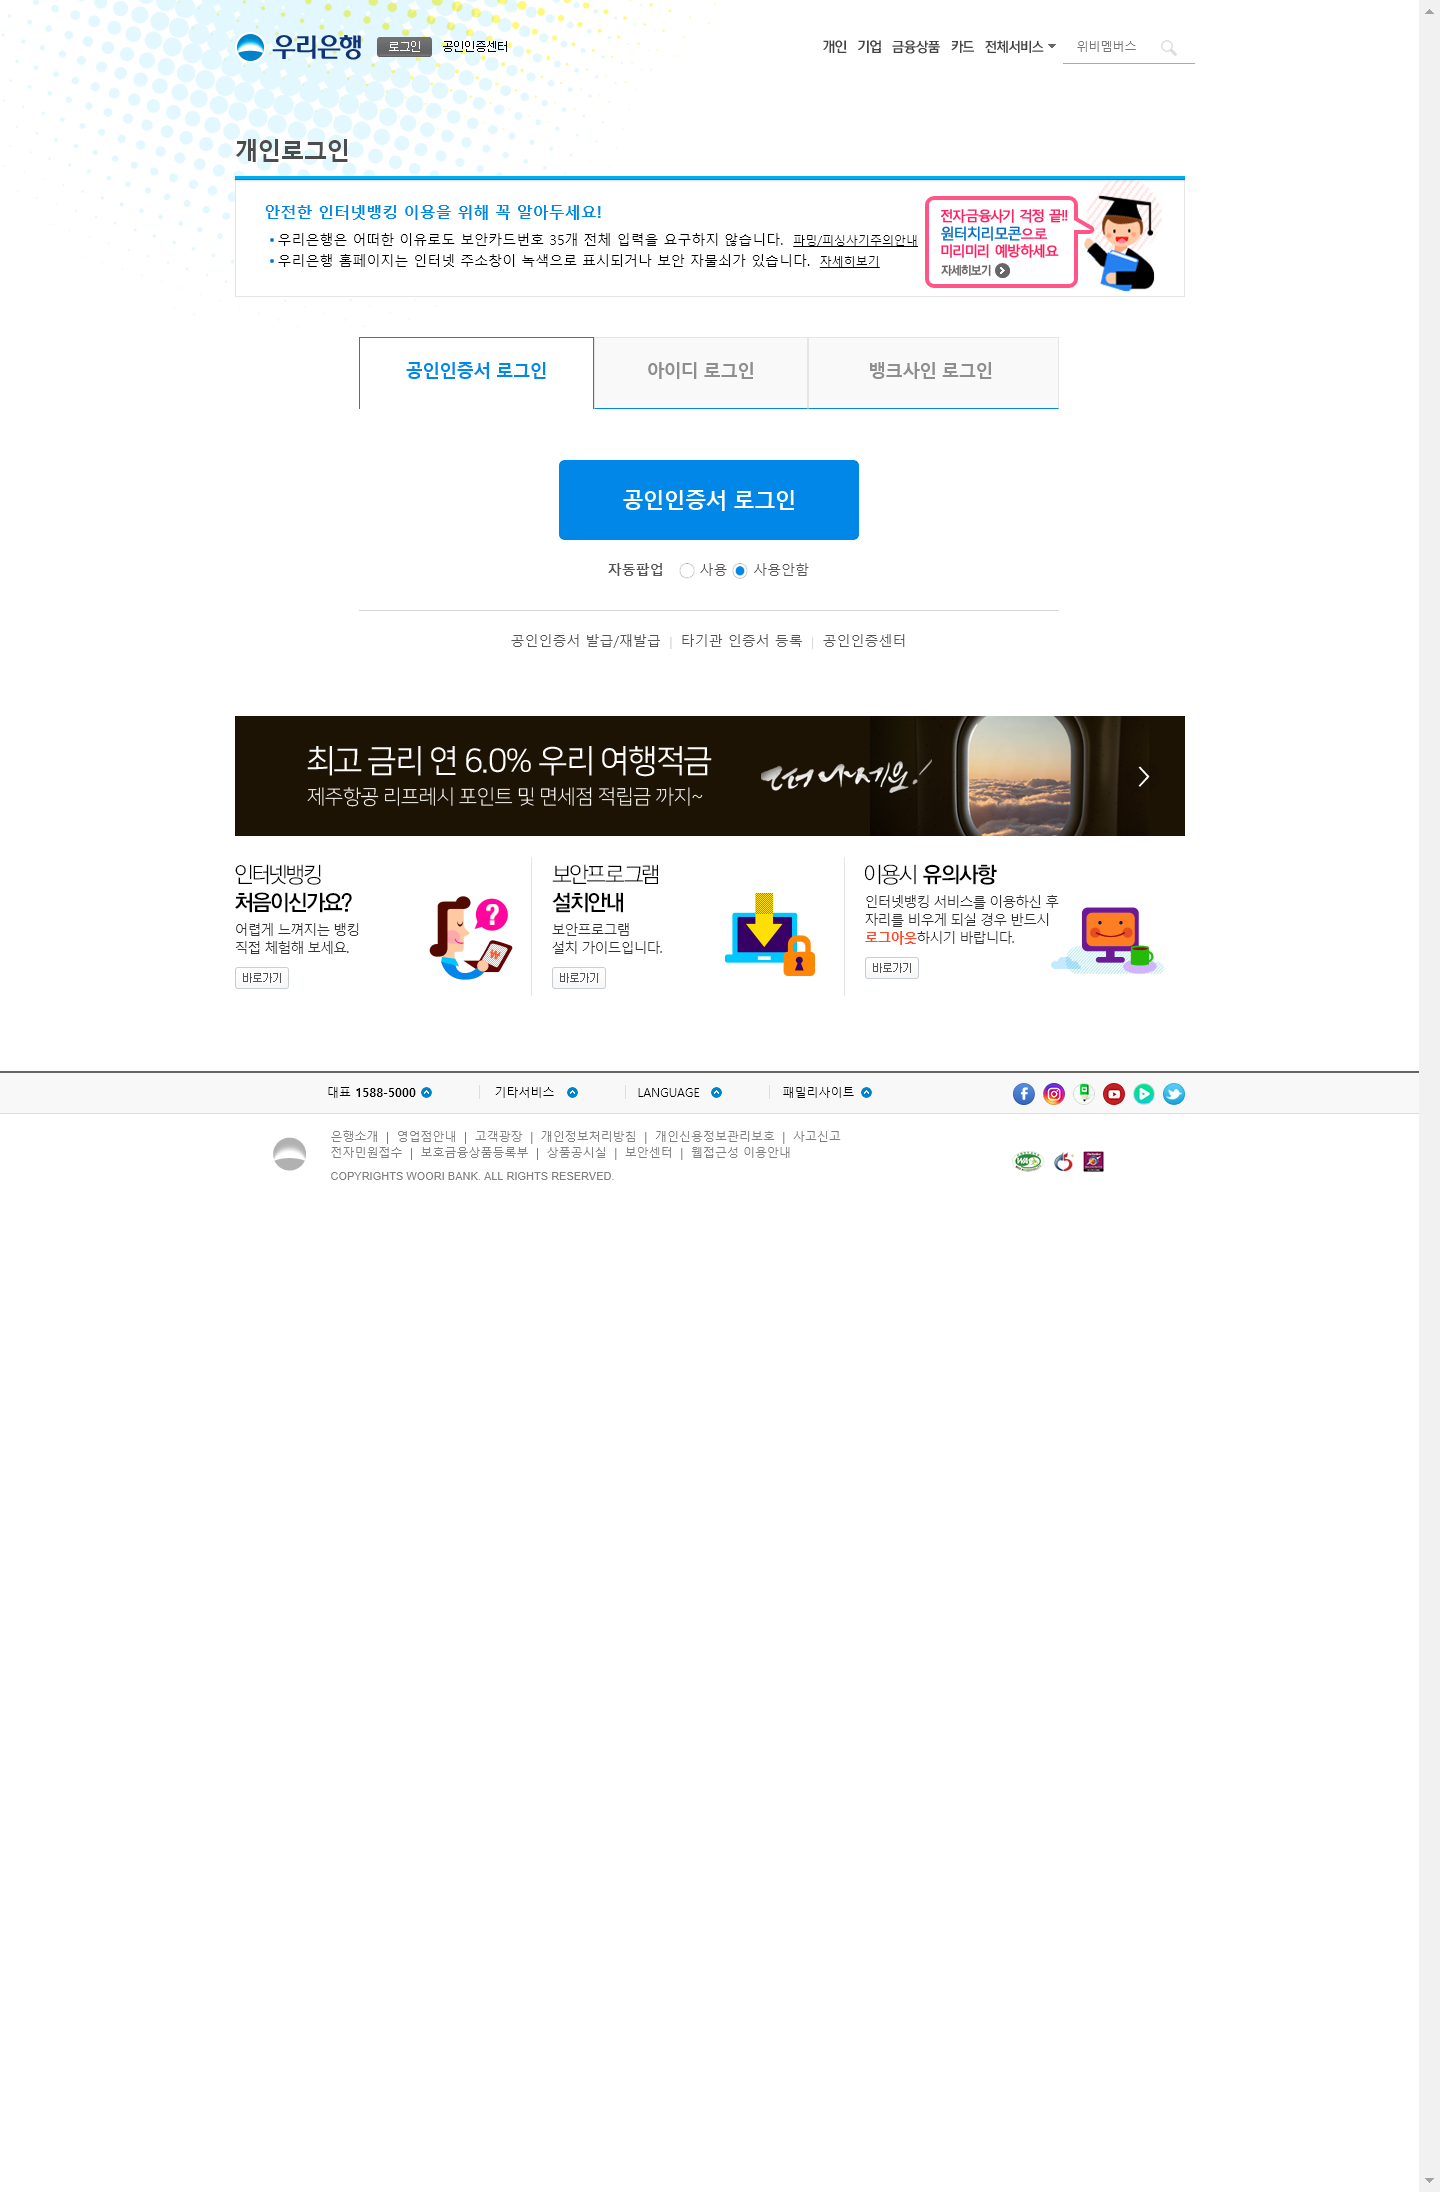 우리은행 로그인 공인인증센터 개인 기업 금융상품 카드 전체서비스 위비멤버스
개인로그인
안전한 인터넷뱅킹 이용을 위해 꼭 알아두세요!
우리은행은 어떠한 이유로도 보안카드번호 35개 전체 입력을 요구하지 않습니다. 파밍/피싱사기주의안내
우리은행 홈페이지는 인터넷 주소창이 녹색으로 표시되거나 보안 자물쇠가 있습니다. 자세히보기
전자금융사기 걱정 끝!!
원터치리모콘으로
미리미리 예방하세요
자세히보기
공인인증서 로그인 아이디 로그인 뱅크사인 로그인
공인인증서 로그인
자동팝업 사용 사용안함
공인인증서 발급/재발급 | 타기관 인증서 등록 | 공인인증센터
최고 금리 연 6.0% 우리 여행적금
제주항공 리프레시 포인트 및 면세점 적립금 까지~
떠나세요!
인터넷뱅킹
처음이신가요?
어렵게 느껴지는 뱅킹
직접 체험해 보세요.
바로가기
보안프로그램
설치안내
보안프로그램
설치 가이드입니다.
바로가기
이용시 유의사항
인터넷뱅킹 서비스를 이용하신 후
자리를 비우게 되실 경우 반드시
로그아웃하시기 바랍니다.
바로가기
대표 1588-5000 기타서비스 LANGUAGE 패밀리사이트
은행소개 | 영업점안내 | 고객광장 | 개인정보처리방침 | 개인신용정보관리보호 | 사고신고
전자민원접수 | 보호금융상품등록부 | 상품공시실 | 보안센터 | 웹접근성 이용안내
COPYRIGHTS WOORI BANK. ALL RIGHTS RESERVED.